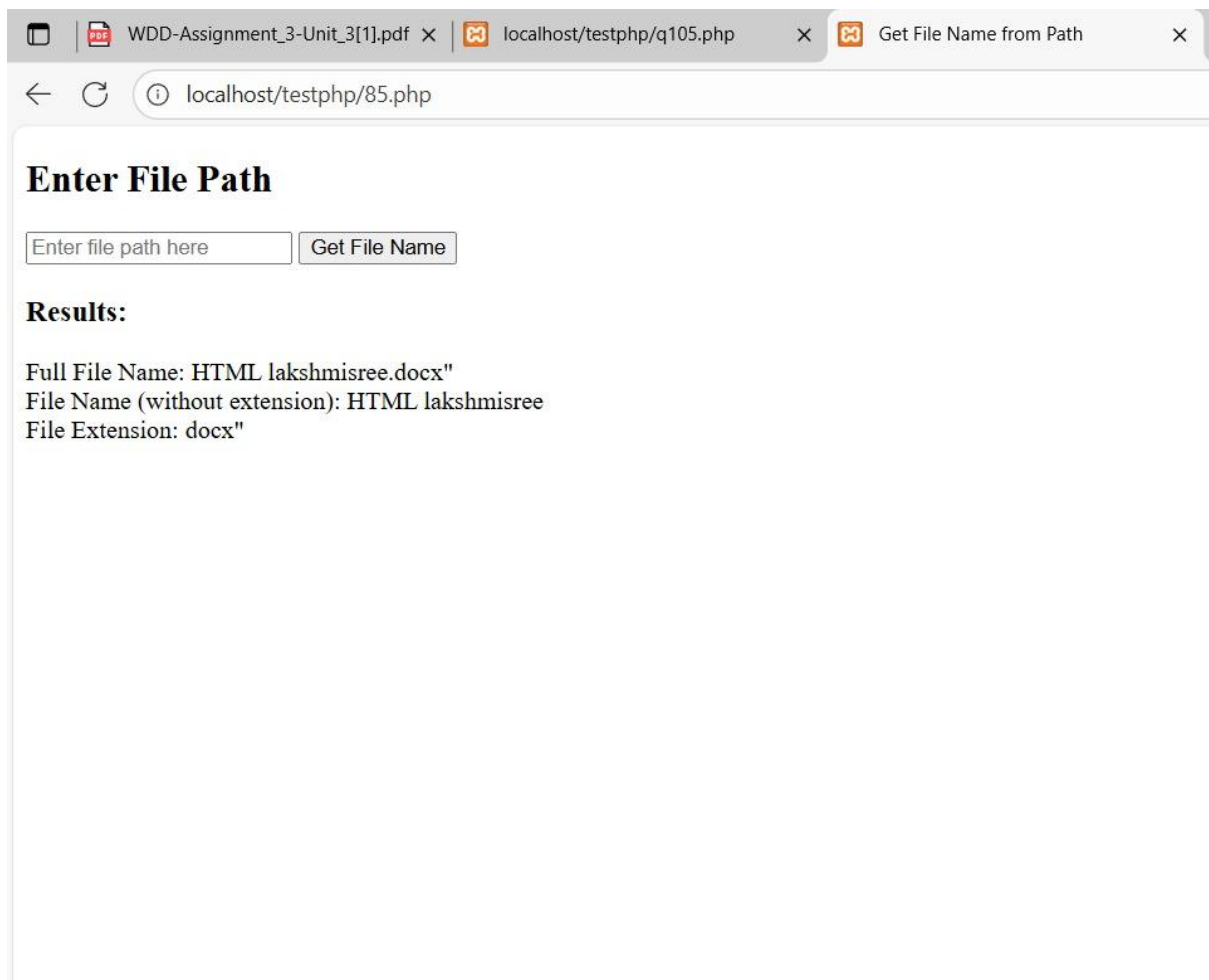 WDD-Assignment_3-Unit_3[1].pdf
localhost/testphp/q105.php
Get File Name from Path
localhost/testphp/85.php
Enter File Path
Enter file path here
Get File Name
Results:
Full File Name: HTML lakshmisree.docx"
File Name (without extension): HTML lakshmisree
File Extension: docx"